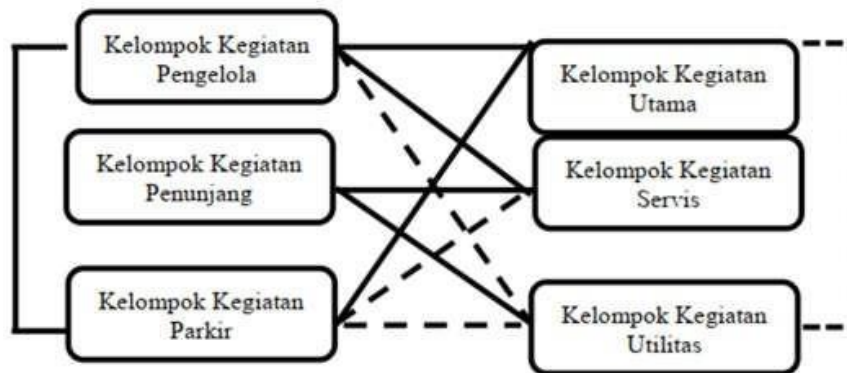 Kelompok Kegiatan
Pengelola
Kelompok Kegiatan
Utama
Kelompok Kegiatan
Penunjang
Kelompok Kegiatan
Servis
Kelompok Kegiatan
Parkir
Kelompok Kegiatan
Utilitas